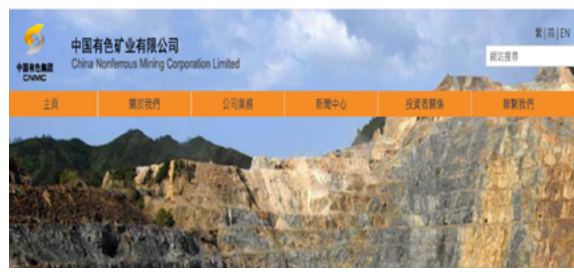 中国有色集团
CNMC
中国有色矿业有限公司
China Nonferrous Mining Corporation Limited
繁 | 简 | EN
網站搜尋
主頁 關於我們 公司業務 新聞中心 投資者關係 聯繫我們